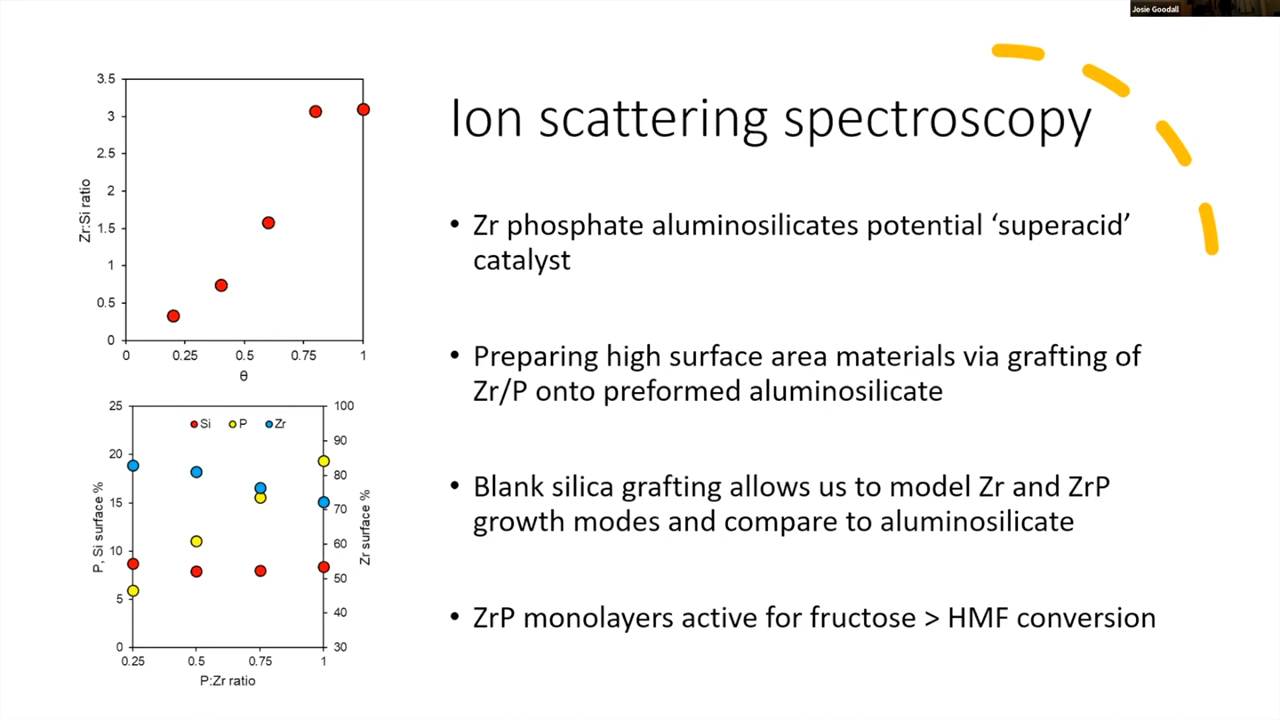 Josie Goodall
Ion scattering spectroscopy
• Zr phosphate aluminosilicates potential ‘superacid’
catalyst
• Preparing high surface area materials via grafting of
Zr/P onto preformed aluminosilicate
• Blank silica grafting allows us to model Zr and ZrP
growth modes and compare to aluminosilicate
• ZrP monolayers active for fructose > HMF conversion
Zr:Si ratio
3.5
3
2.5
2
1.5
1
0.5
0
0 0.25 0.5 0.75 1
θ
Si P Zr
P, Si surface %
25
20
15
10
5
0
Zr surface %
100
90
80
70
60
50
40
30
0.25 0.5 0.75 1
P:Zr ratio